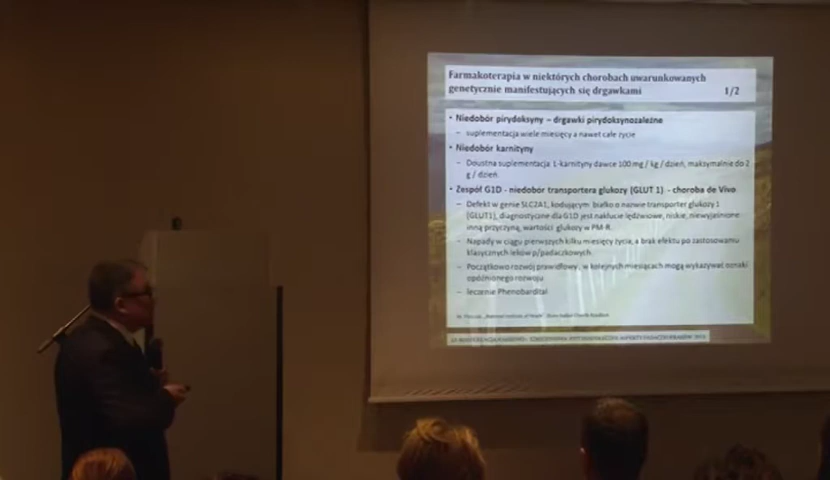 Farmakoterapia w niektórych chorobach uwarunkowanych
genetycznie manifestujących się drgawkami 1/2
• Niedobór pirydoksyny – drgawki pirydoksynozależne
– suplementacja wiele miesięcy a nawet całe życie
• Niedobór karnityny
– Doustna suplementacja 1-karnityny dawce 100 mg / kg / dzień, maksymalnie do 2
g / dzień.
• Zespół G1D - niedobór transportera glukozy (GLUT 1) - choroba de Vivo
– Defekt w genie SLC2A1, kodującym białko o nazwie transporter glukozy 1
(GLUT1), diagnostyczne dla G1D jest nakłucie lędźwiowe, niskie, niewyjaśnione
inną przyczyną, wartości glukozy w PM-R.
– Napady w ciągu pierwszych kilku miesięcy życia, a brak efektu po zastosowaniu
klasycznych leków p/padaczkowych.
– Początkowo rozwój prawidłowy, w kolejnych miesiącach mogą wykazywać oznaki
opóźnionego rozwoju
– leczenie Phenobarbital